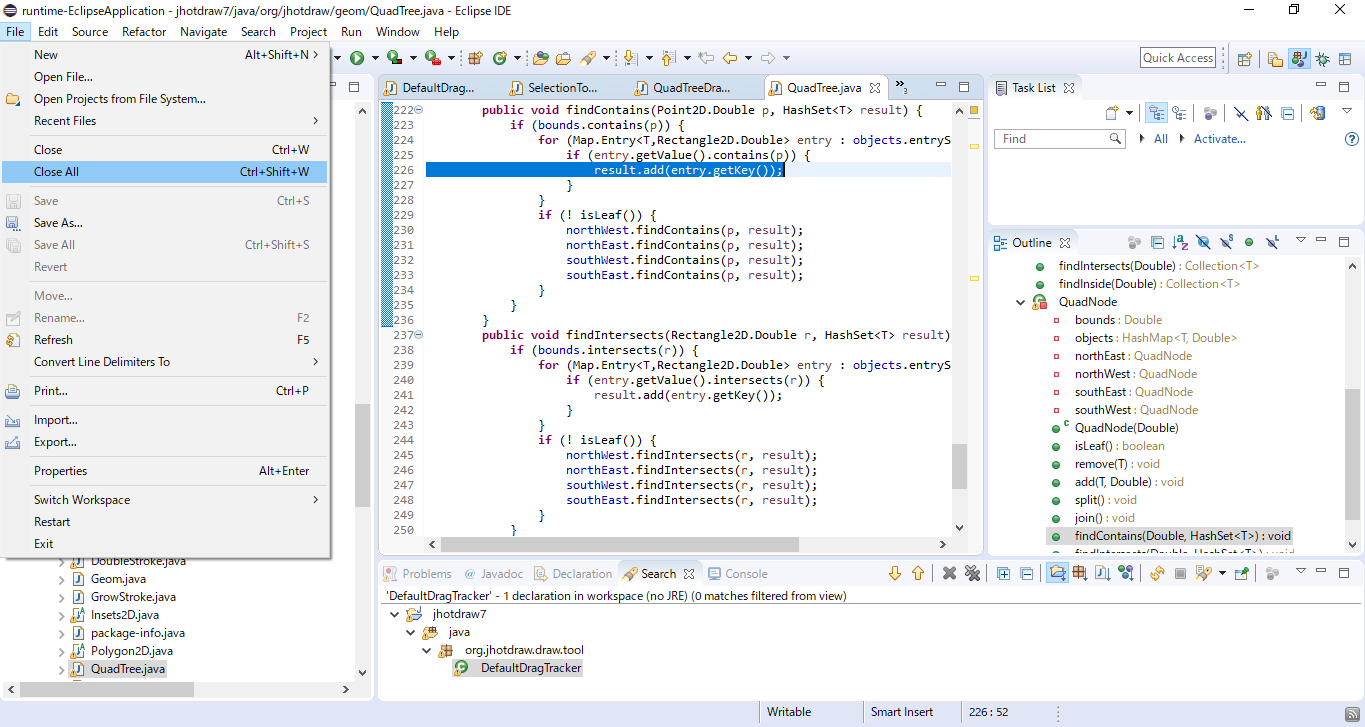 runtime-EclipseApplication - jhotdraw7/java/org/jhotdraw/geom/QuadTree.java - Eclipse IDE
File Edit Source Refactor Navigate Search Project Run Window Help
New Alt+Shift+N >
Open File...
Open Projects from File System...
Recent Files >
Close Ctrl+W
Close All Ctrl+Shift+W
Save Ctrl+S
Save As...
Save All Ctrl+Shift+S
Revert
Move...
Rename... F2
Refresh F5
Convert Line Delimiters To >
Print... Ctrl+P
Import...
Export...
Properties Alt+Enter
Switch Workspace >
Restart
Exit
DoubleStroke.java
Geom.java
GrowStroke.java
Insets2D.java
package-info.java
Polygon2D.java
QuadTree.java
Quick Access
DefaultDrag... SelectionTo... QuadTreeDra... QuadTree.java »3
222 public void findContains(Point2D.Double p, HashSet<T> result) {
223 if (bounds.contains(p)) {
224 for (Map.Entry<T,Rectangle2D.Double> entry : objects.entryS
225 if (entry.getValue().contains(p)) {
226 result.add(entry.getKey());
227 }
228 }
229 if (! isLeaf()) {
230 northWest.findContains(p, result);
231 northEast.findContains(p, result);
232 southWest.findContains(p, result);
233 southEast.findContains(p, result);
234 }
235 }
236 }
237 public void findIntersects(Rectangle2D.Double r, HashSet<T> result)
238 if (bounds.intersects(r)) {
239 for (Map.Entry<T,Rectangle2D.Double> entry : objects.entryS
240 if (entry.getValue().intersects(r)) {
241 result.add(entry.getKey());
242 }
243 }
244 if (! isLeaf()) {
245 northWest.findIntersects(r, result);
246 northEast.findIntersects(r, result);
247 southWest.findIntersects(r, result);
248 southEast.findIntersects(r, result);
249 }
250 }
Task List
Find All Activate...
Outline
findIntersects(Double) : Collection<T>
findInside(Double) : Collection<T>
QuadNode
bounds : Double
objects : HashMap<T, Double>
northEast : QuadNode
northWest : QuadNode
southEast : QuadNode
southWest : QuadNode
QuadNode(Double)
isLeaf() : boolean
remove(T) : void
add(T, Double) : void
split() : void
join() : void
findContains(Double, HashSet<T>) : void
findIntersects(Double, HashSet<T>) : void
Problems @ Javadoc Declaration Search Console
'DefaultDragTracker' - 1 declaration in workspace (no JRE) (0 matches filtered from view)
jhotdraw7
java
org.jhotdraw.draw.tool
DefaultDragTracker
Writable Smart Insert 226 : 52